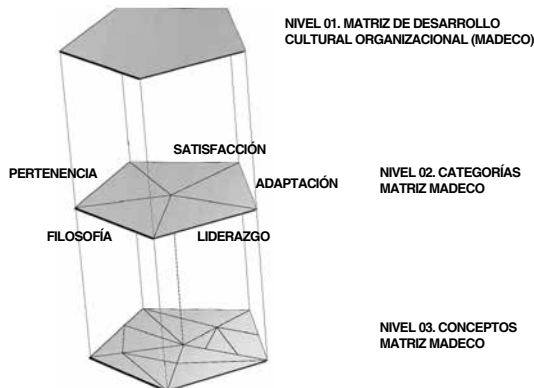 NIVEL 01. MATRIZ DE DESARROLLO
CULTURAL ORGANIZACIONAL (MADECO)
SATISFACCIÓN
PERTENENCIA
ADAPTACIÓN
NIVEL 02. CATEGORÍAS
MATRIZ MADECO
FILOSOFÍA
LIDERAZGO
NIVEL 03. CONCEPTOS
MATRIZ MADECO